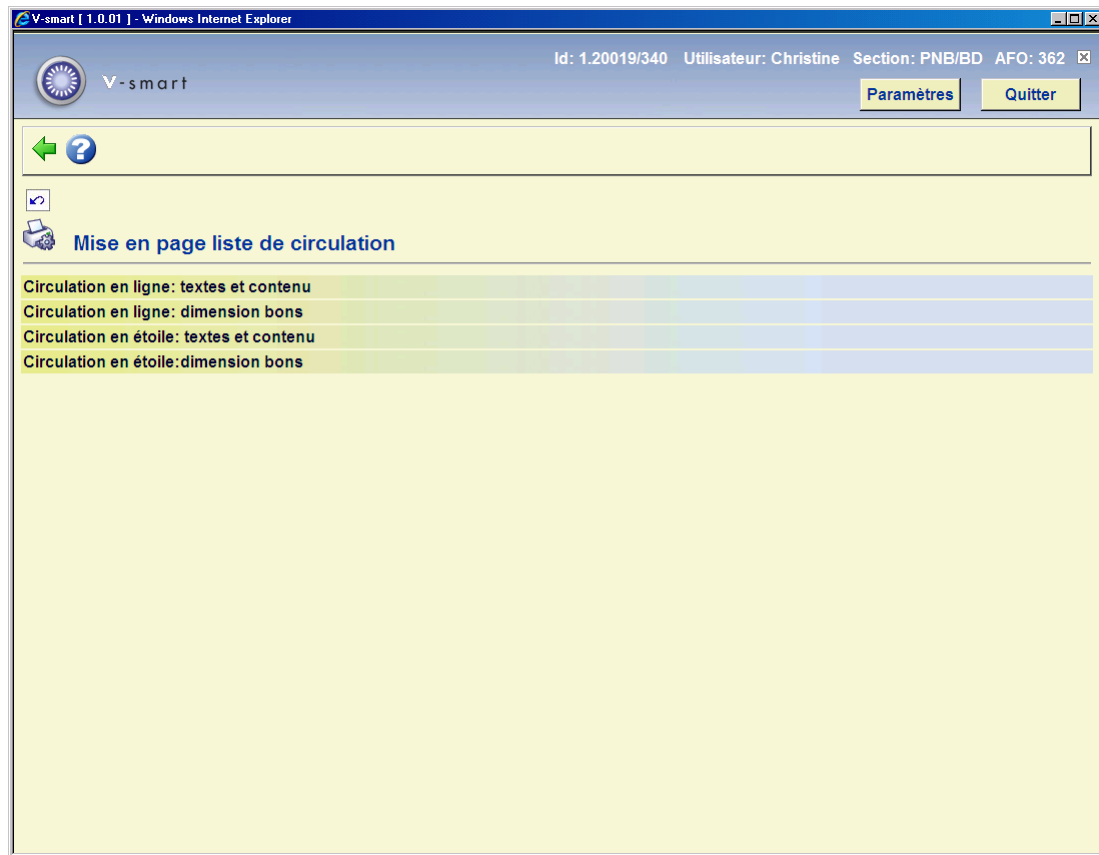 V-smart [ 1.0.01 ] - Windows Internet Explorer
Id: 1.20019/340 Utilisateur: Christine Section: PNB/BD AFO: 362
V-smart
Paramètres Quitter
Mise en page liste de circulation
Circulation en ligne: textes et contenu
Circulation en ligne: dimension bons
Circulation en étoile: textes et contenu
Circulation en étoile:dimension bons